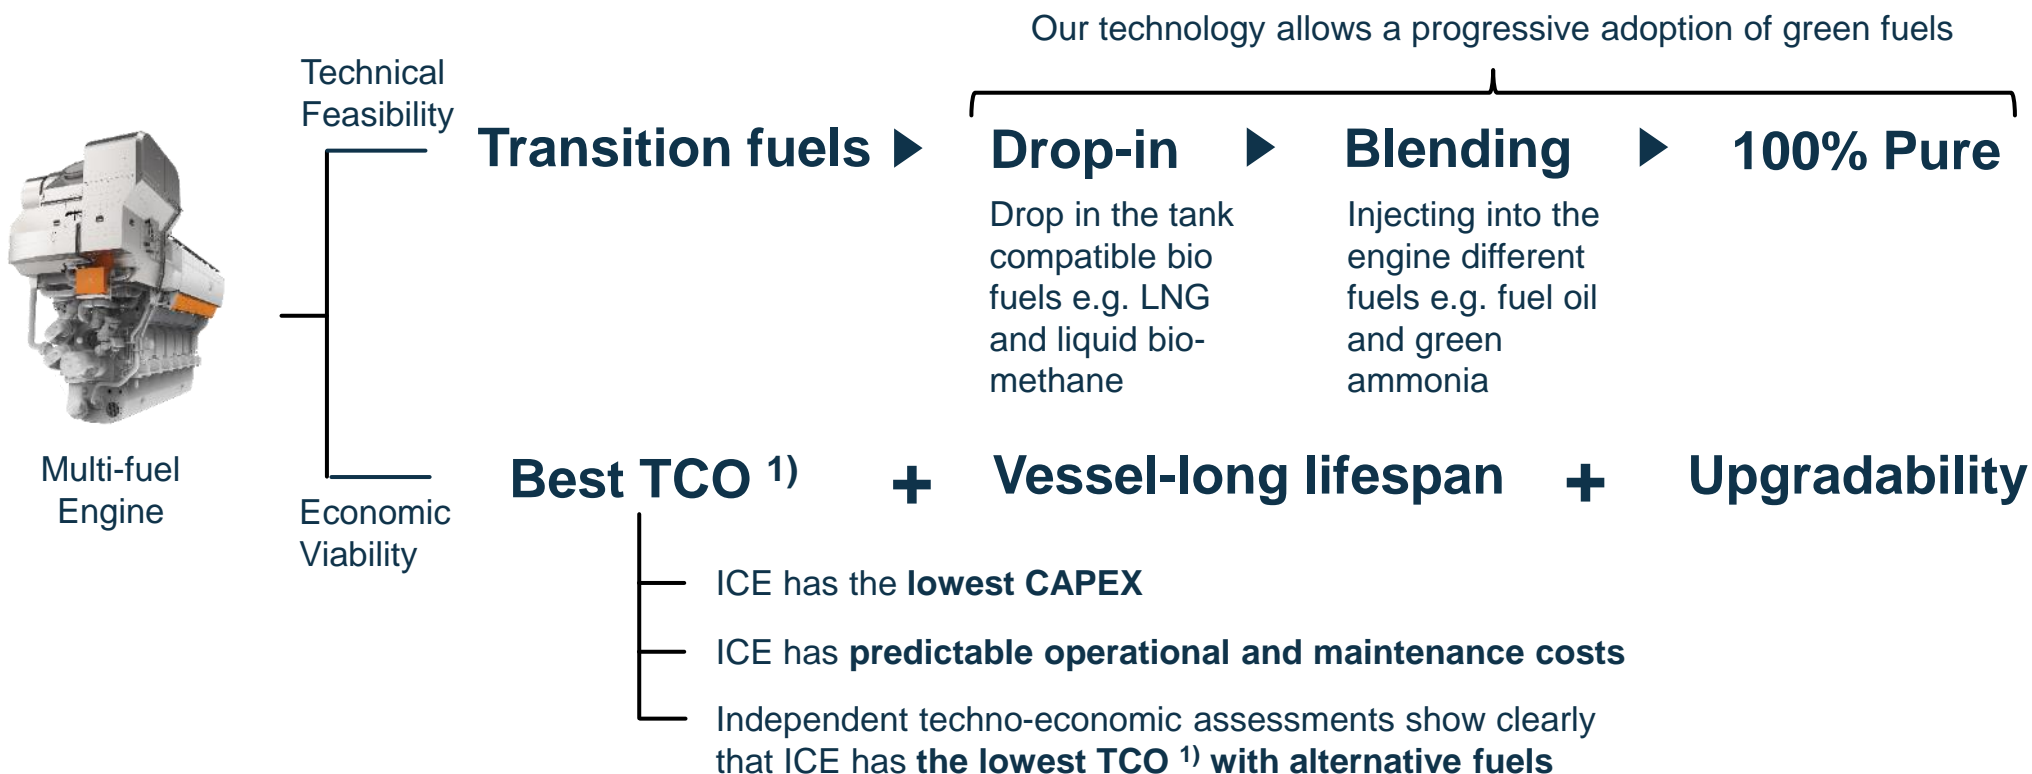 Our technology allows a progressive adoption of green fuels
Technical
Feasibility
Transition fuels
Drop-in
Blending
100% Pure
Drop in the tank
compatible bio
fuels e.g. LNG
and liquid bio-
methane
Injecting into the
engine different
fuels e.g. fuel oil
and green
ammonia
Multi-fuel
Engine
Economic
Viability
Best TCO 1)
+
Vessel-long lifespan
+
Upgradability
ICE has the lowest CAPEX
ICE has predictable operational and maintenance costs
Independent techno-economic assessments show clearly
that ICE has the lowest TCO 1) with alternative fuels